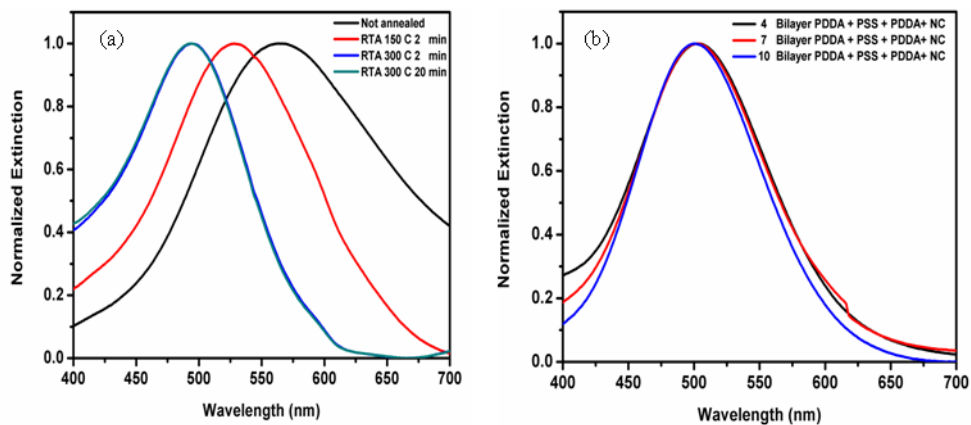 (a)
Not annealed
RTA 150 C 2 min
RTA 300 C 2 min
RTA 300 C 20 min
1.0
0.8
0.6
0.4
0.2
0.0
Normalized Extinction
400 450 500 550 600 650 700
Wavelength (nm)
(b)
4 Bilayer PDDA + PSS + PDDA+ NC
7 Bilayer PDDA + PSS + PDDA+ NC
10 Bilayer PDDA + PSS + PDDA+ NC
1.0
0.8
0.6
0.4
0.2
0.0
Normalized Extinction
400 450 500 550 600 650 700
Wavelength (nm)